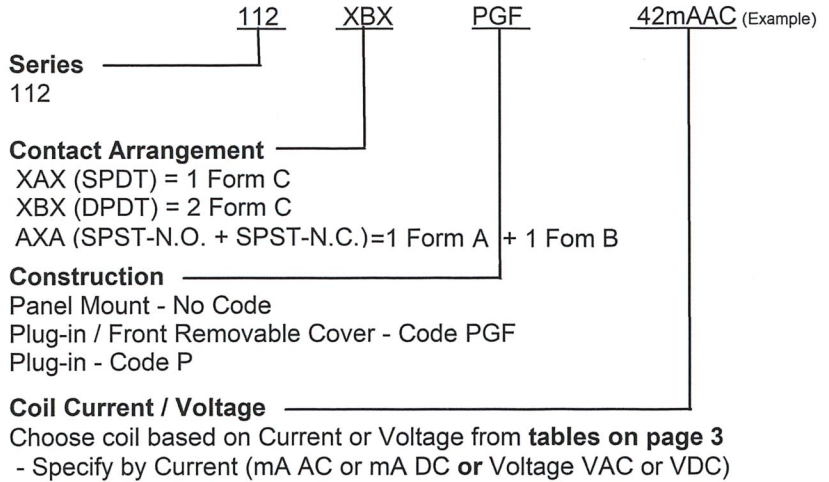 112 XBX PGF 42mAAC (Example)
Series
112
Contact Arrangement
XAX (SPDT) = 1 Form C
XBX (DPDT) = 2 Form C
AXA (SPST-N.O. + SPST-N.C.)=1 Form A + 1 Fom B
Construction
Panel Mount - No Code
Plug-in / Front Removable Cover - Code PGF
Plug-in - Code P
Coil Current / Voltage
Choose coil based on Current or Voltage from tables on page 3
- Specify by Current (mA AC or mA DC or Voltage VAC or VDC)